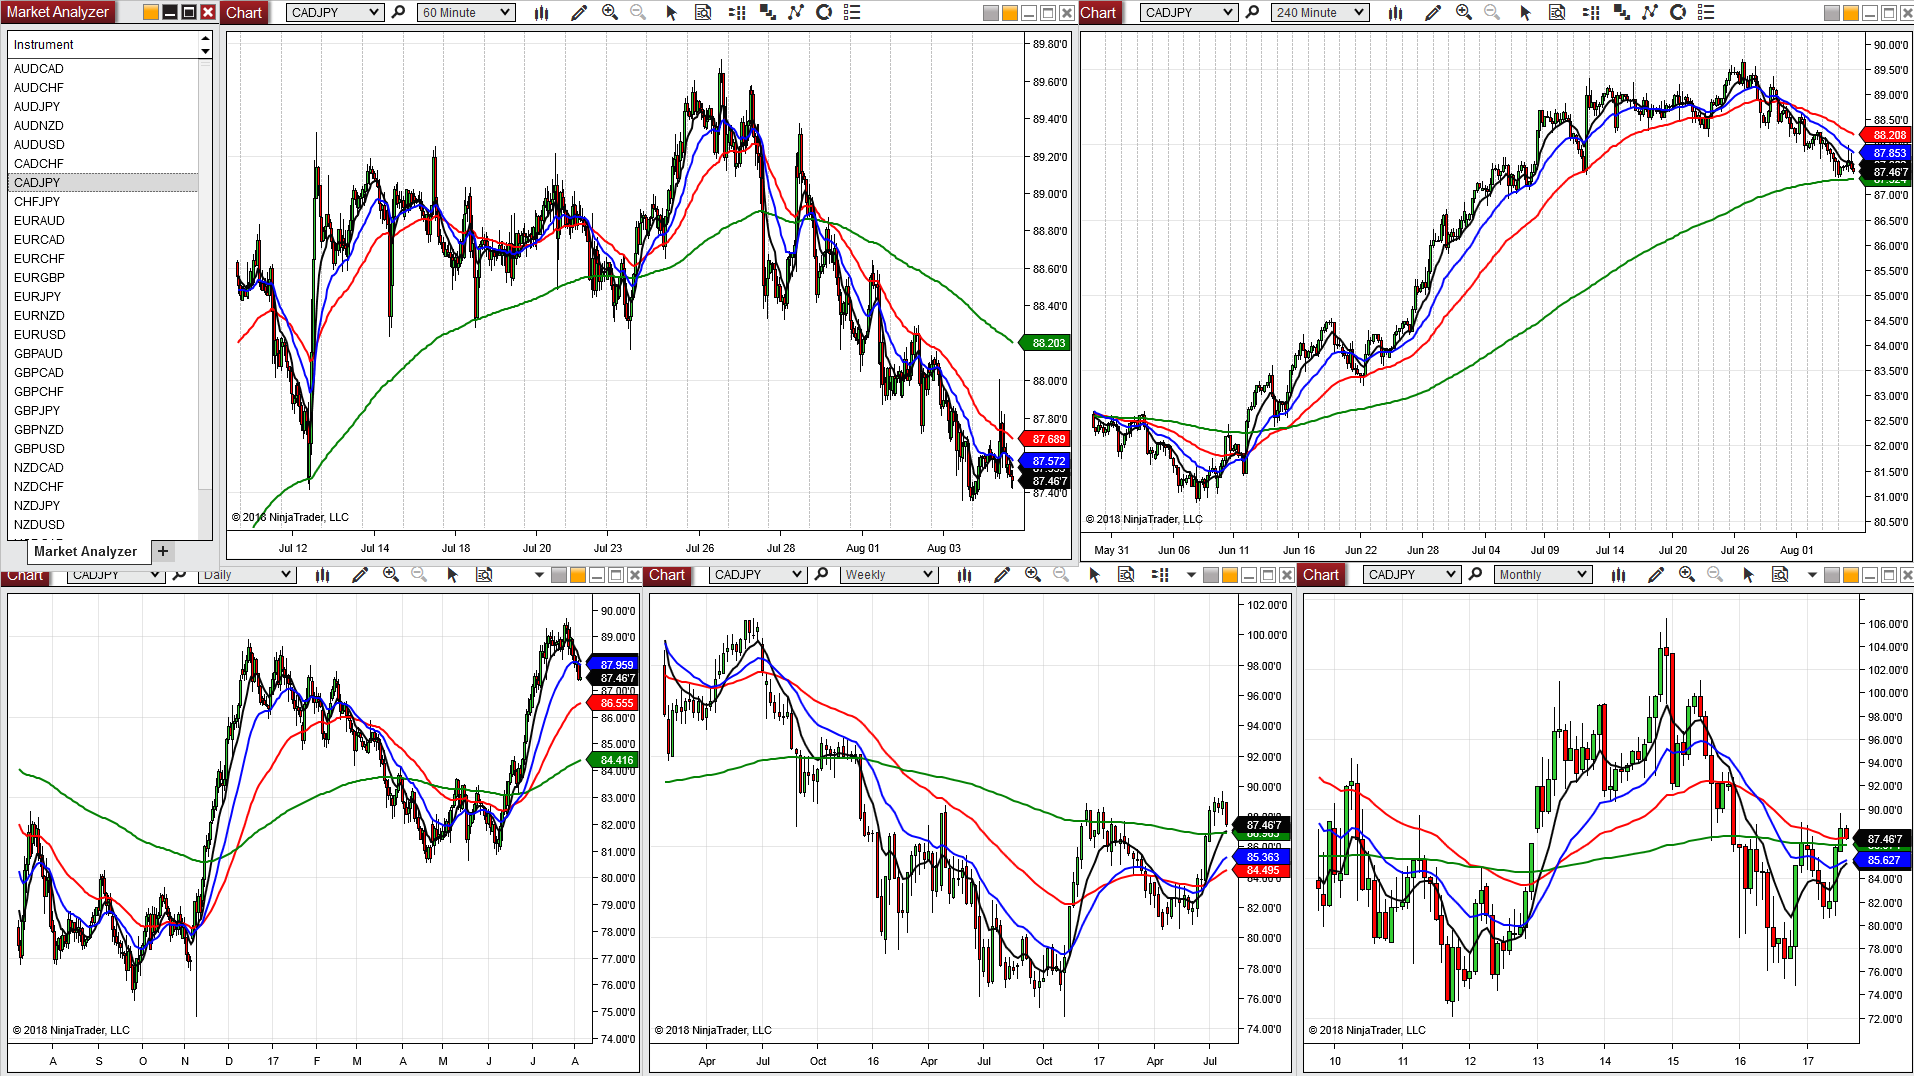 Market Analyzer
Instrument
AUDCAD
AUDCHF
AUDJPY
AUDNZD
AUDUSD
CADCHF
CADJPY
CHFJPY
EURAUD
EURCAD
EURCHF
EURGBP
EURJPY
EURNZD
EURUSD
GBPAUD
GBPCAD
GBPCHF
GBPJPY
GBPNZD
GBPUSD
NZDCAD
NZDCHF
NZDJPY
NZDUSD
Market Analyzer +
Chart CADJPY 60 Minute
89.80'0
89.60'0
89.40'0
89.20'0
89.00'0
88.80'0
88.60'0
88.40'0
88.203
88.00'0
87.80'0
87.689
87.572
87.46'7
87.40'0
© 2018 NinjaTrader, LLC
Jul 12 Jul 14 Jul 18 Jul 20 Jul 23 Jul 26 Jul 28 Aug 01 Aug 03
Chart CADJPY 240 Minute
90.00'0
89.50'0
89.00'0
88.50'0
88.208
87.853
87.46'7
87.00'0
86.50'0
86.00'0
85.50'0
85.00'0
84.50'0
84.00'0
83.50'0
83.00'0
82.50'0
82.00'0
81.50'0
81.00'0
80.50'0
© 2018 NinjaTrader, LLC
May 31 Jun 06 Jun 11 Jun 16 Jun 22 Jun 28 Jul 04 Jul 09 Jul 14 Jul 20 Jul 26 Aug 01
Chart CADJPY Daily
90.00'0
89.00'0
87.959
87.46'7
87.00'0
86.555
86.00'0
85.00'0
84.416
84.00'0
83.00'0
82.00'0
81.00'0
80.00'0
79.00'0
78.00'0
77.00'0
76.00'0
75.00'0
74.00'0
© 2018 NinjaTrader, LLC
A S O N D 17 F M A M J J A
Chart CADJPY Weekly
102.00'0
100.00'0
98.00'0
96.00'0
94.00'0
92.00'0
90.00'0
87.46'7
86.00'0
85.363
84.495
82.00'0
80.00'0
78.00'0
76.00'0
74.00'0
© 2018 NinjaTrader, LLC
Apr Jul Oct 16 Apr Jul Oct 17 Apr Jul
Chart CADJPY Monthly
106.00'0
104.00'0
102.00'0
100.00'0
98.00'0
96.00'0
94.00'0
92.00'0
90.00'0
87.46'7
85.627
84.00'0
82.00'0
80.00'0
78.00'0
76.00'0
74.00'0
72.00'0
© 2018 NinjaTrader, LLC
10 11 12 13 14 15 16 17